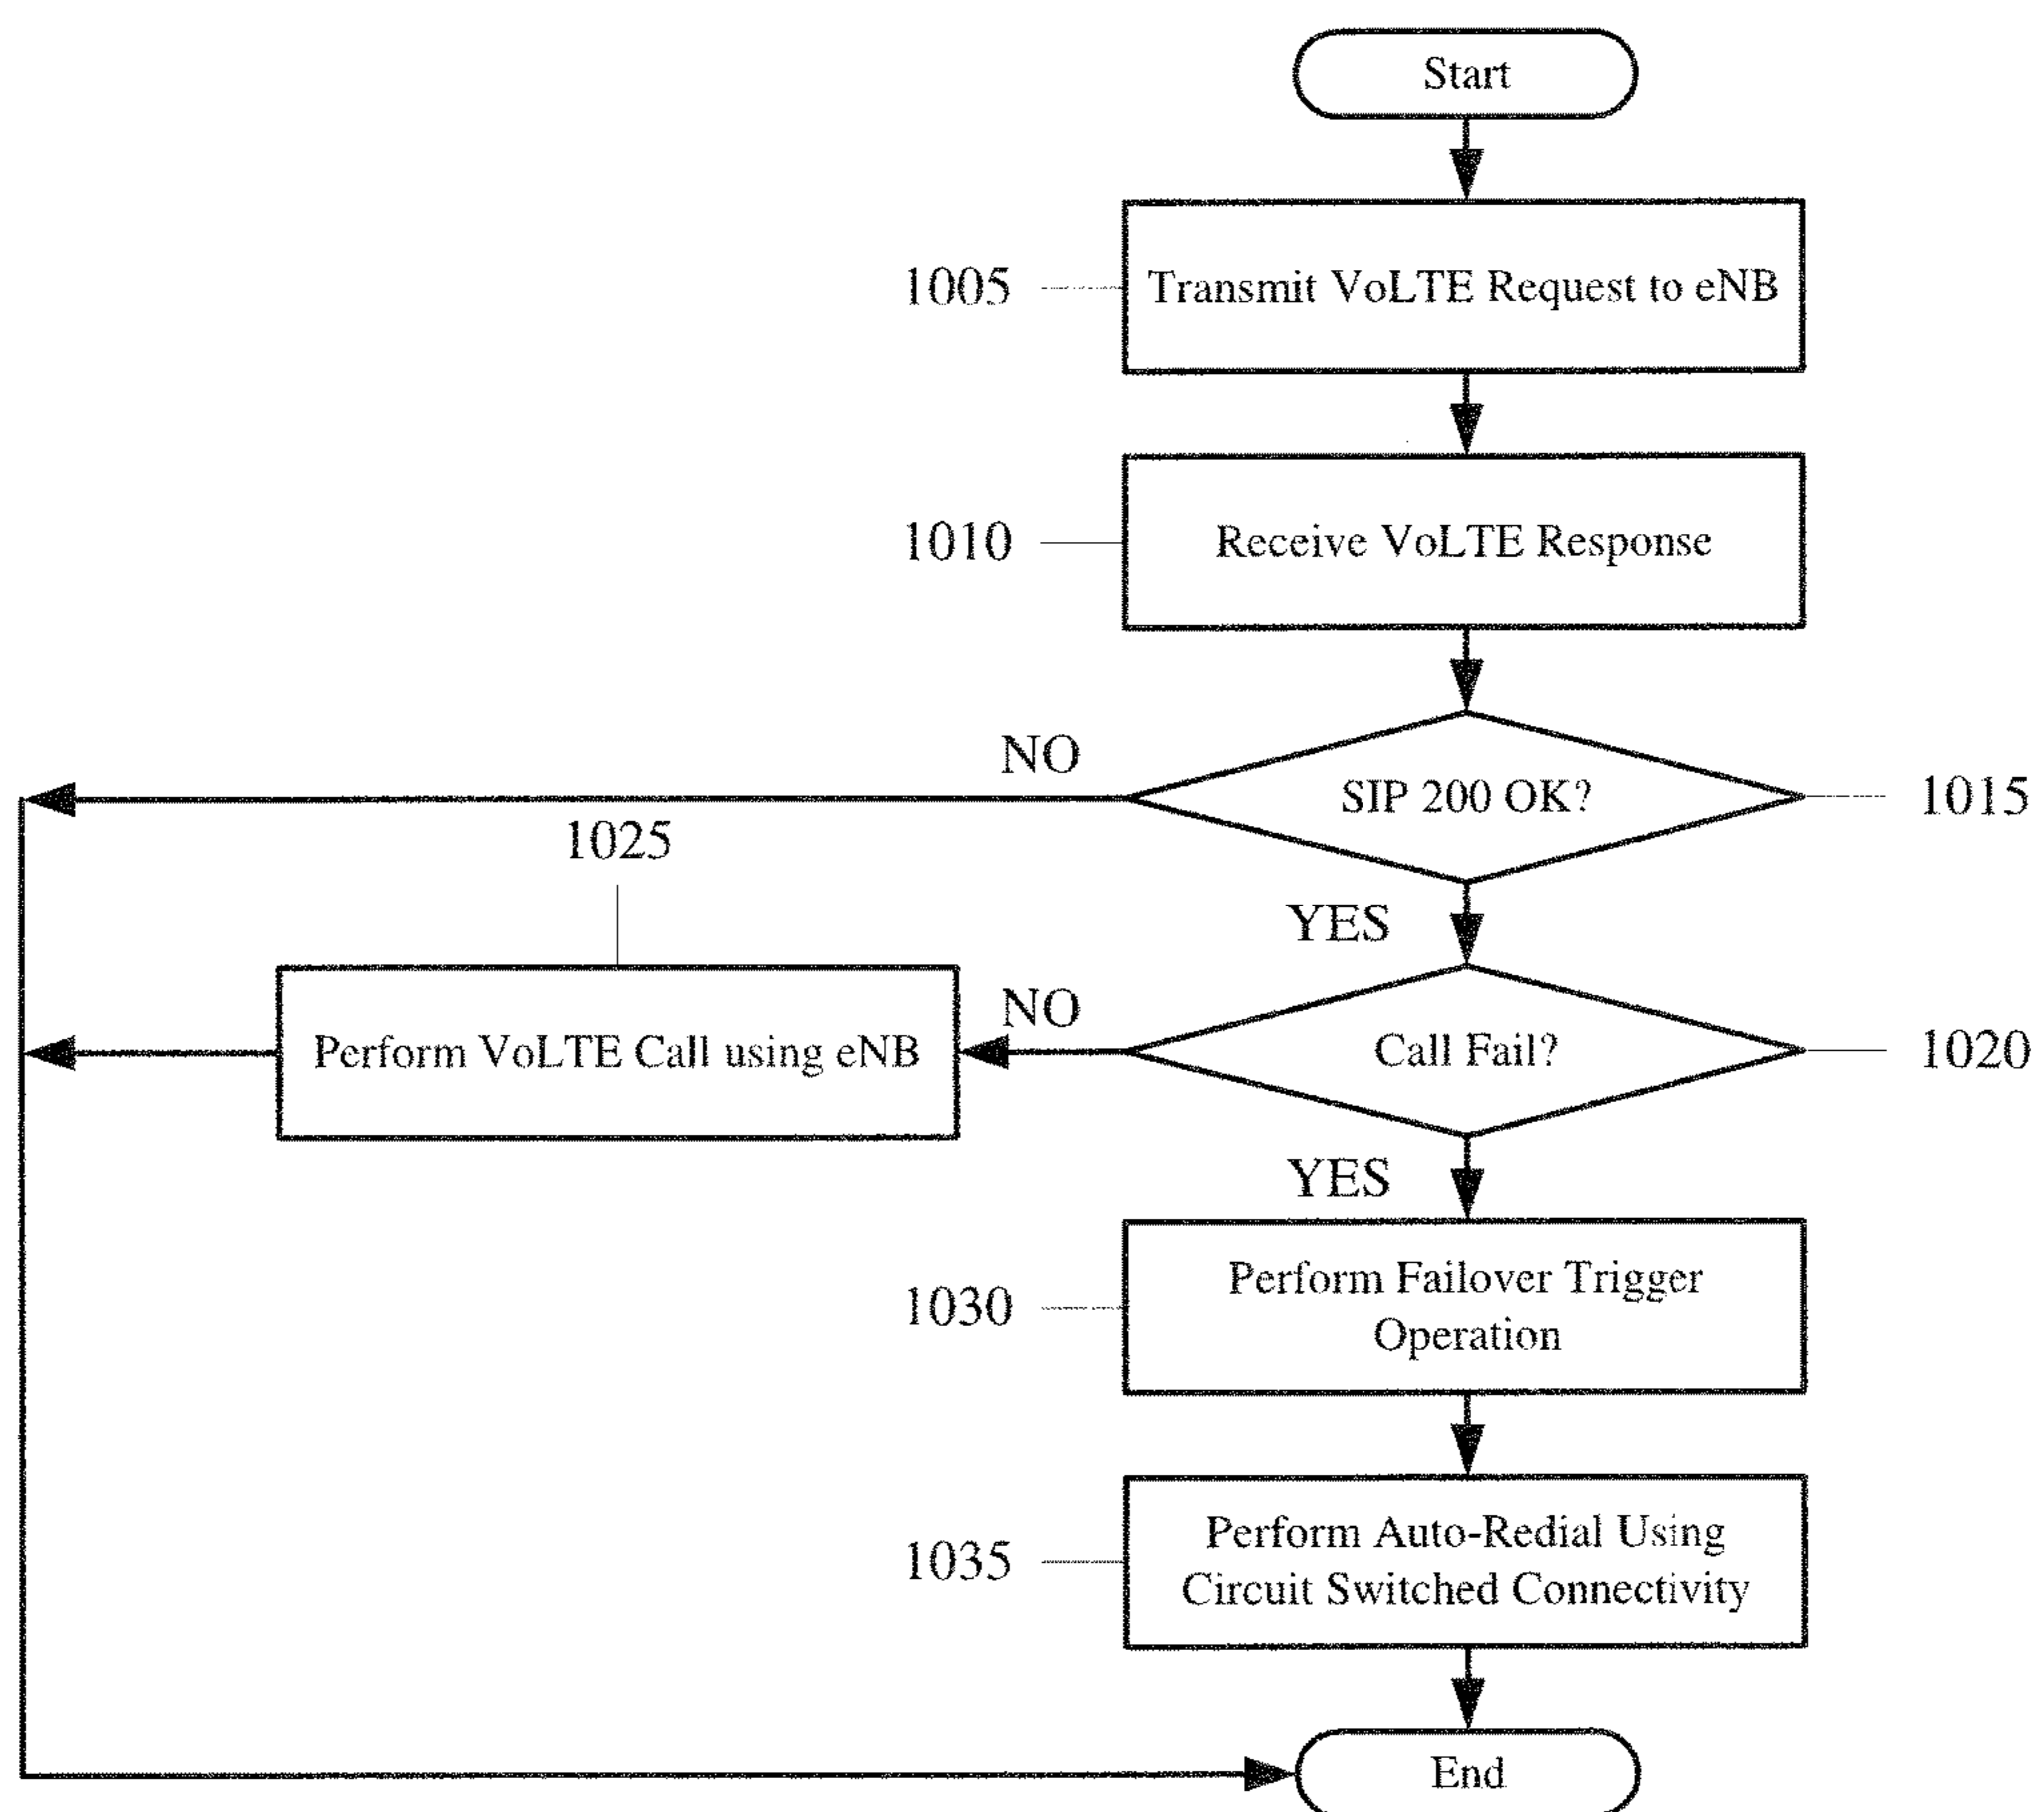 Start
1005
Transmit VoLTE Request to eNB
1010
Receive VoLTE Response
NO
SIP 200 OK?
1015
1025
YES
Perform VoLTE Call using eNB
NO
Call Fail?
1020
YES
1030
Perform Failover Trigger
Operation
1035
Perform Auto-Redial Using
Circuit Switched Connectivity
End